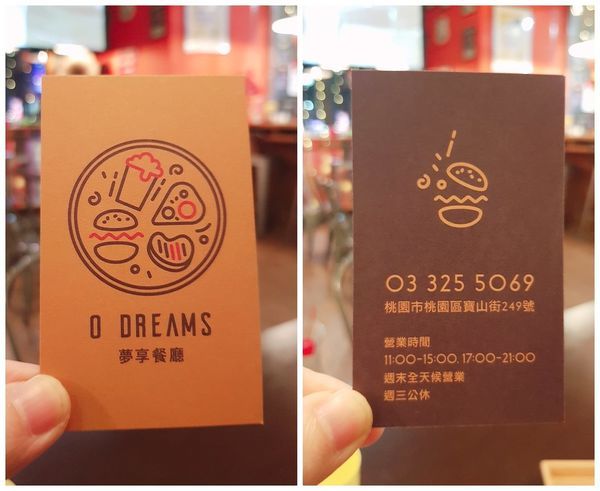 O DREAMS
夢享餐廳
03 325 5069
桃園市桃園區寶山街249號
營業時間
11:00-15:00, 17:00-21:00
週末全天候營業
週三公休